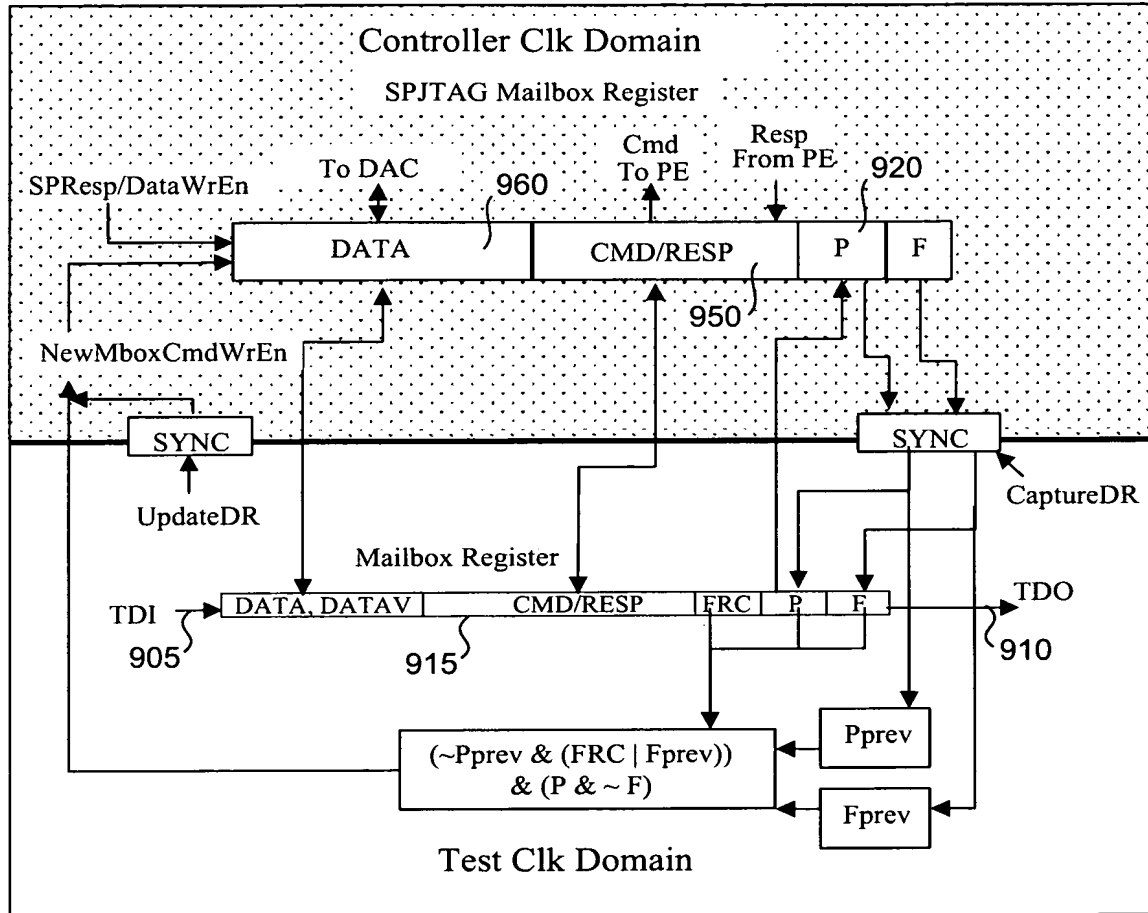 Controller Clk Domain
SPJTAG Mailbox Register
SPResp/DataWrEn
To DAC
960
Cmd
To PE
Resp
From PE
920
DATA
CMD/RESP
P
F
950
NewMboxCmdWrEn
SYNC
SYNC
UpdateDR
CaptureDR
Mailbox Register
TDI
DATA, DATAV
CMD/RESP
FRC
P
F
TDO
905
915
910
(~Pprev & (FRC | Fprev))
& (P & ~ F)
Pprev
Fprev
Test Clk Domain